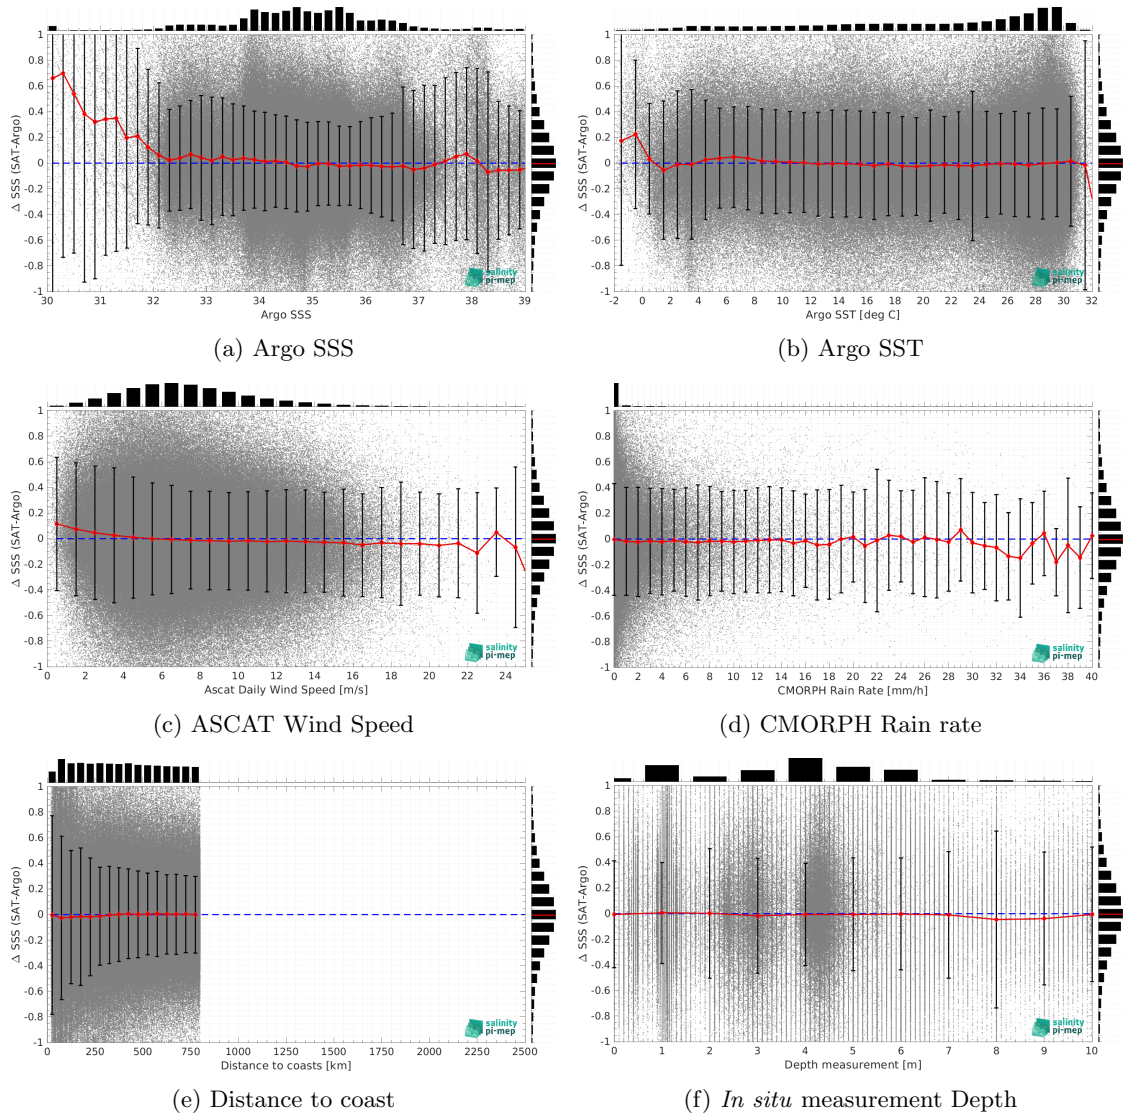 1
0.8
0.6
0.4
0.2
0
-0.2
-0.4
-0.6
-0.8
-1
Δ SSS (SAT-Argo)
30 31 32 33 34 35 36 37 38 39
Argo SSS
salinity
pi-mep
(a) Argo SSS
1
0.8
0.6
0.4
0.2
0
-0.2
-0.4
-0.6
-0.8
-1
Δ SSS (SAT-Argo)
-2 0 2 4 6 8 10 12 14 16 18 20 22 24 26 28 30 32
Argo SST [deg C]
salinity
pi-mep
(b) Argo SST
1
0.8
0.6
0.4
0.2
0
-0.2
-0.4
-0.6
-0.8
-1
Δ SSS (SAT-Argo)
0 2 4 6 8 10 12 14 16 18 20 22 24
Ascat Daily Wind Speed [m/s]
salinity
pi-mep
(c) ASCAT Wind Speed
1
0.8
0.6
0.4
0.2
0
-0.2
-0.4
-0.6
-0.8
-1
Δ SSS (SAT-Argo)
0 2 4 6 8 10 12 14 16 18 20 22 24 26 28 30 32 34 36 38 40
CMORPH Rain Rate [mm/h]
salinity
pi-mep
(d) CMORPH Rain rate
1
0.8
0.6
0.4
0.2
0
-0.2
-0.4
-0.6
-0.8
-1
Δ SSS (SAT-Argo)
0 250 500 750 1000 1250 1500 1750 2000 2250 2500
Distance to coasts [km]
salinity
pi-mep
(e) Distance to coast
1
0.8
0.6
0.4
0.2
0
-0.2
-0.4
-0.6
-0.8
-1
Δ SSS (SAT-Argo)
0 1 2 3 4 5 6 7 8 9 10
Depth measurement [m]
salinity
pi-mep
(f) In situ measurement Depth